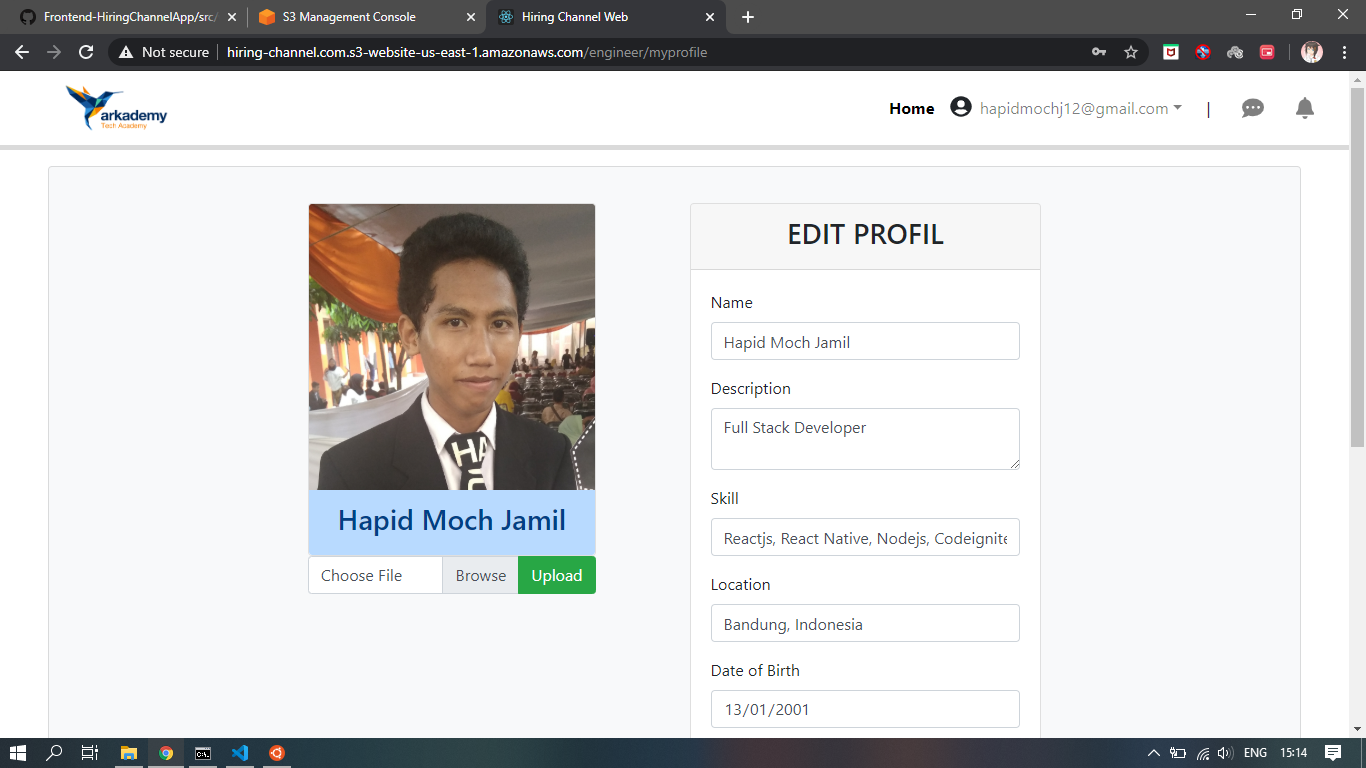 Frontend-HiringChannelApp/src/
S3 Management Console
Hiring Channel Web
Not secure
hiring-channel.com.s3-website-us-east-1.amazonaws.com/engineer/myprofile
arkademy
Tech Academy
Home
hapidmochj12@gmail.com
EDIT PROFIL
Name
Hapid Moch Jamil
Description
Full Stack Developer
Skill
Reactjs, React Native, Nodejs, Codeignite
Location
Bandung, Indonesia
Date of Birth
13/01/2001
HA
Hapid Moch Jamil
Choose File
Browse
Upload
ENG
15:14